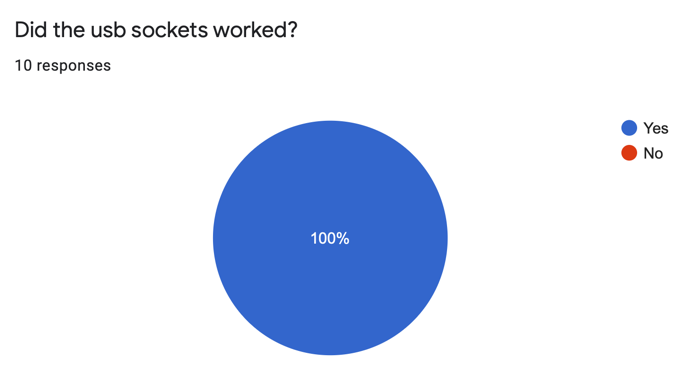 Did the usb sockets worked?
10 responses
Yes
No
100%